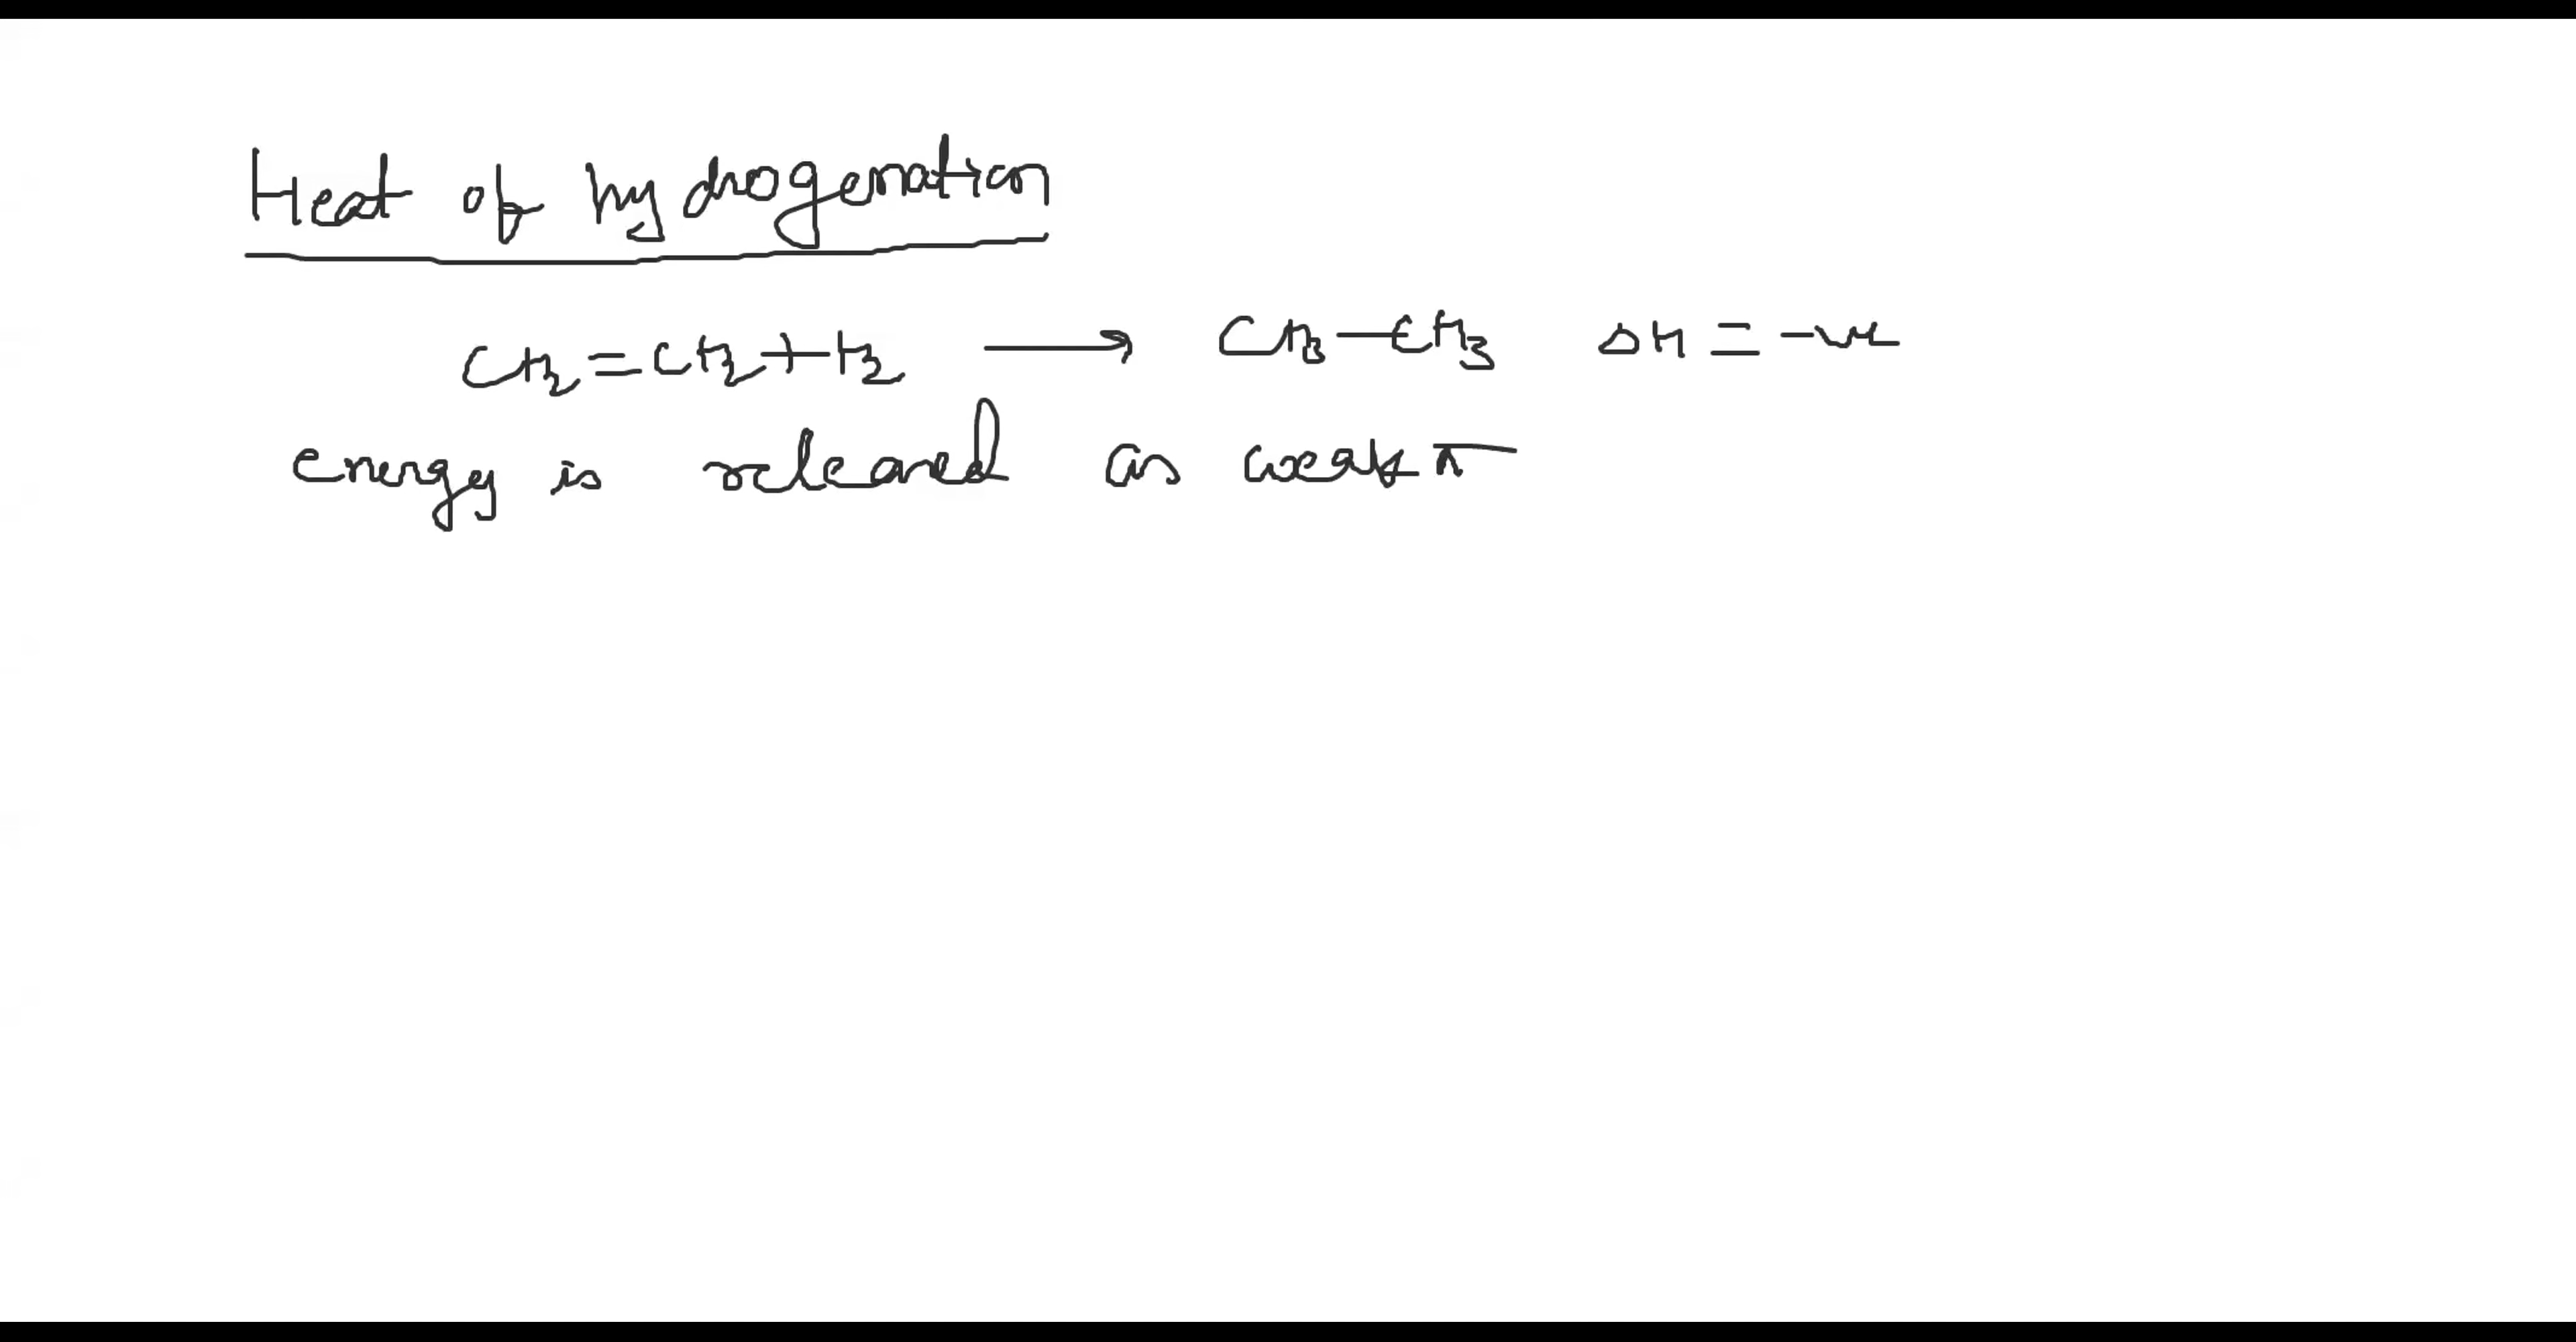 Heat of hydrogenation
CH₂=CH₂+H₂ ⟶ CH₃—CH₃ ΔH = -ve
energy is released as weak π